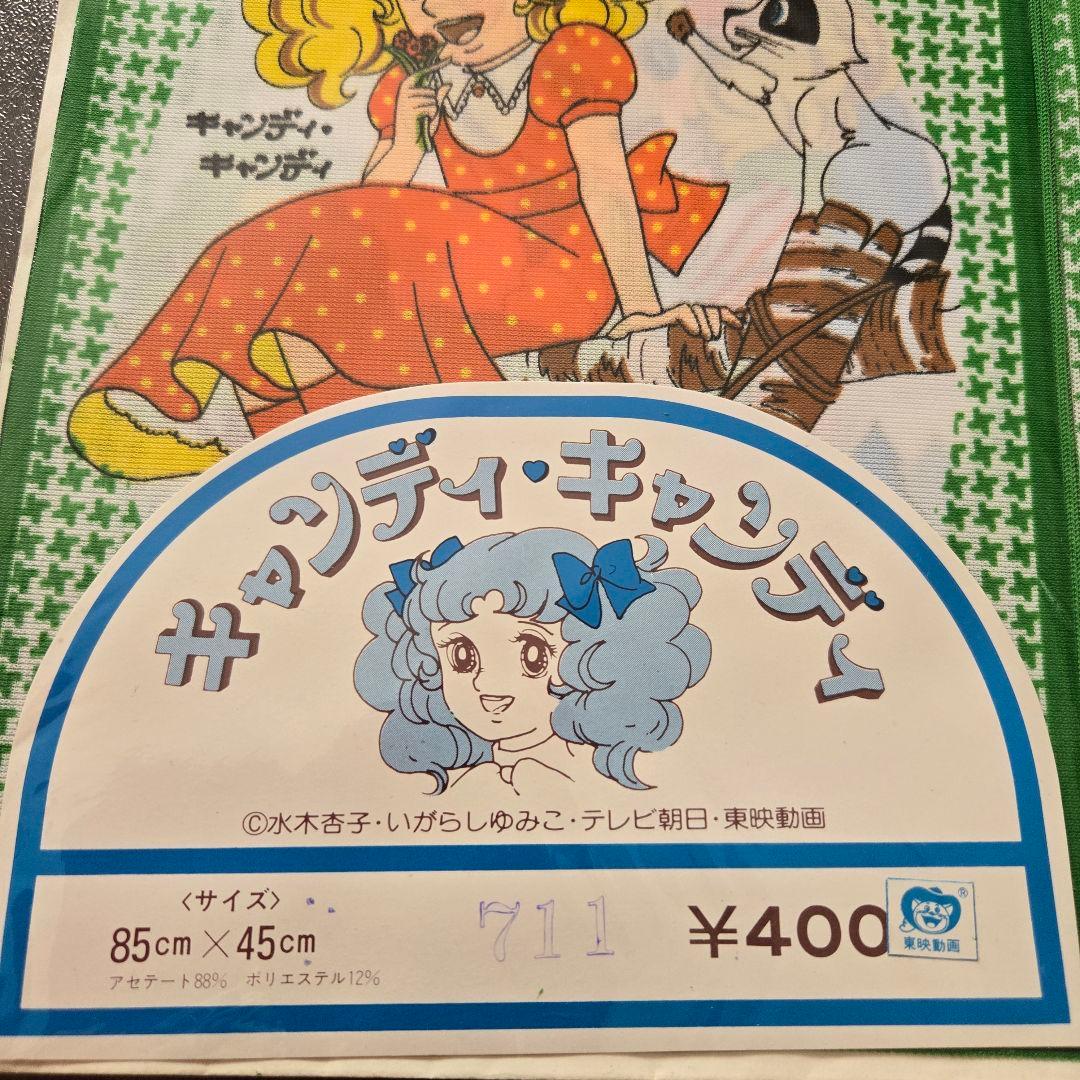 キャンディ・
キャンディ
キャンディ・キャンディ
©水木杏子・いがらしゆみこ・テレビ朝日・東映動画
〈サイズ〉
85cm×45cm
アセテート88% ポリエステル12%
711
¥400
®
東映動画